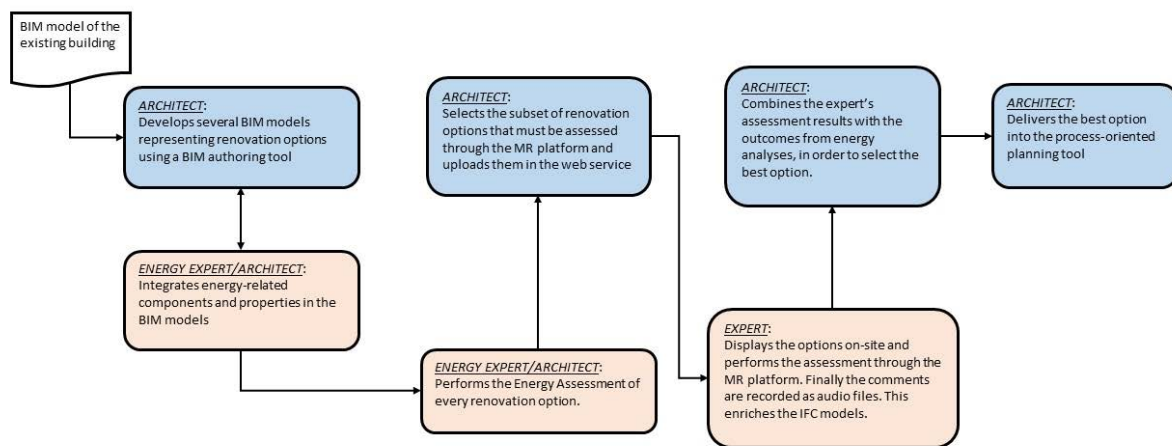 BIM model of the
existing building
ARCHITECT:
Develops several BIM models
representing renovation options
using a BIM authoring tool
ENERGY EXPERT/ARCHITECT:
Integrates energy-related
components and properties in the
BIM models
ARCHITECT:
Selects the subset of renovation
options that must be assessed
through the MR platform and
uploads them in the web service
ENERGY EXPERT/ARCHITECT:
Performs the Energy Assessment of
every renovation option.
ARCHITECT:
Combines the expert's
assessment results with the
outcomes from energy
analyses, in order to select the
best option.
EXPERT:
Displays the options on-site and
performs the assessment through the
MR platform. Finally the comments
are recorded as audio files. This
enriches the IFC models.
ARCHITECT:
Delivers the best option
into the process-oriented
planning tool